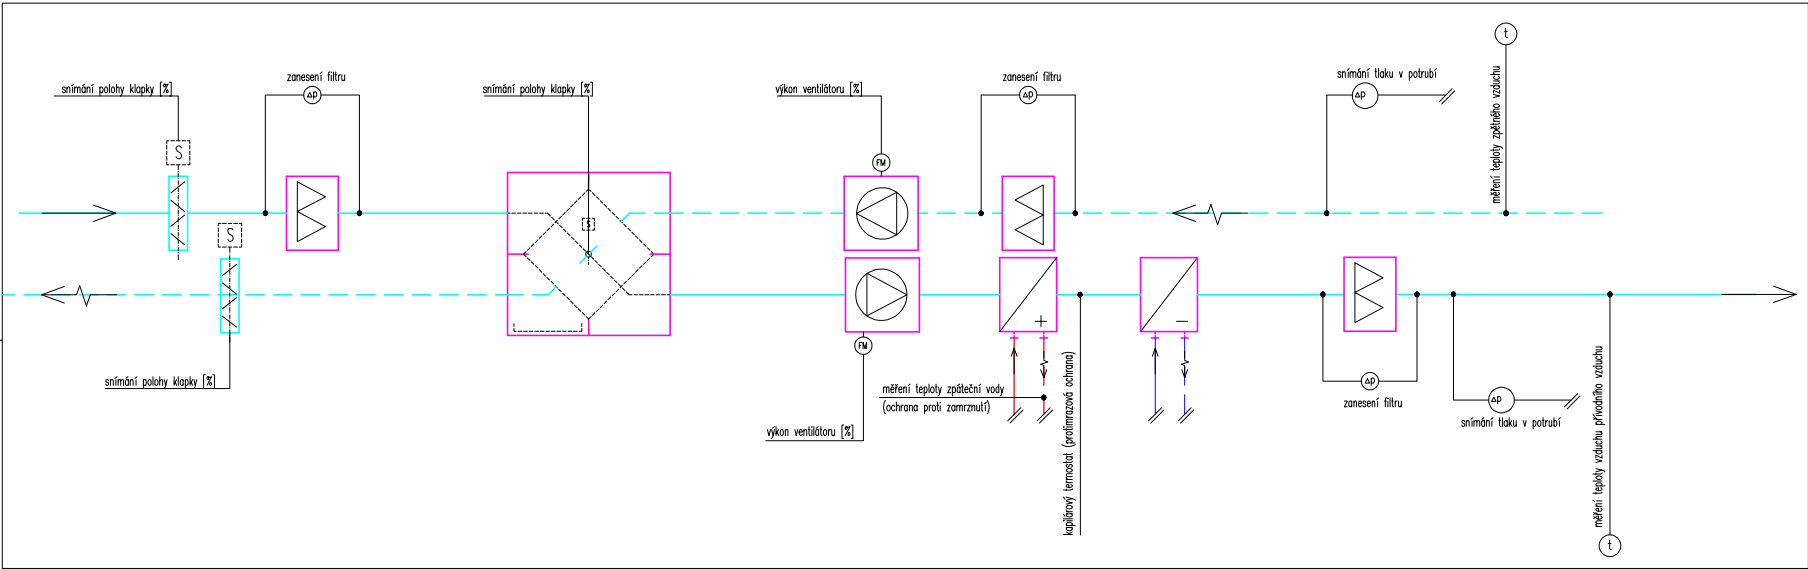 t
snímání polohy klapky [%]
zanesení filtru
Δp
snímání polohy klapky [%]
výkon ventilátoru [%]
zanesení filtru
Δp
snímání tlaku v potrubí
Δp
měření teploty zpětného vzduchu
S
FM
S
S
FM
snímání polohy klapky [%]
měření teploty zpáteční vody
(ochrana proti zamrznutí)
výkon ventilátoru [%]
kapilárový termostat (protimrazová ochrana)
Δp
zanesení filtru
Δp
snímání tlaku v potrubí
měření teploty vzduchu přívodního vzduchu
t